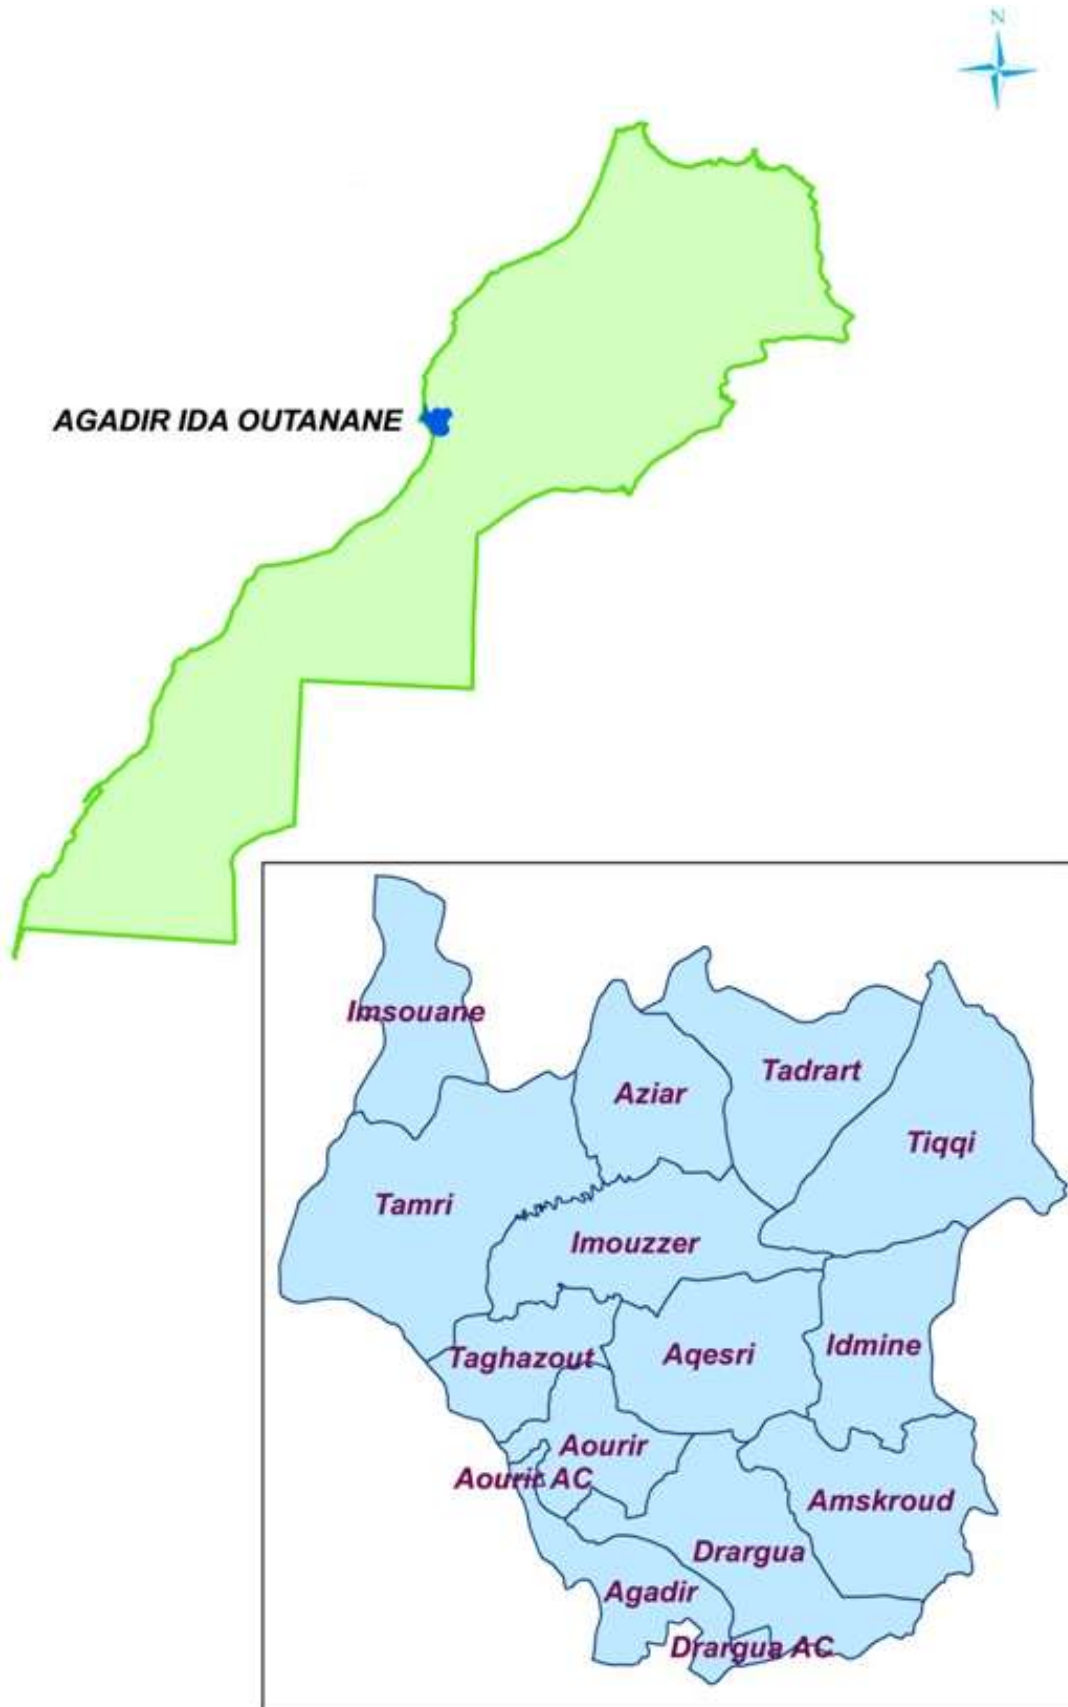 N
AGADIR IDA OUTANANE
Imsouane
Tadrart
Aziar
Tiqqi
Tamri
Imouzzer
Idmine
Taghazout
Aqesri
Aourir
Aourir AC
Amskroud
Drargua
Agadir
Drargua AC